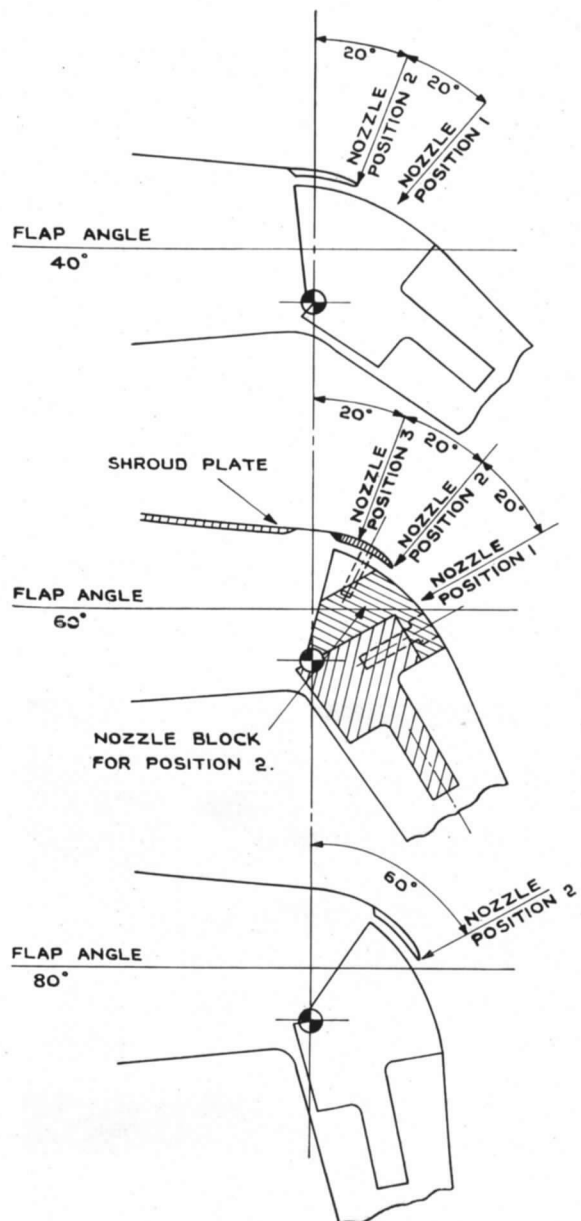 20°
20°
NOZZLE
POSITION 2
NOZZLE
POSITION 1
FLAP ANGLE
40°
20°
20°
20°
NOZZLE
POSITION 3
NOZZLE
POSITION 2
NOZZLE
POSITION 1
SHROUD PLATE
FLAP ANGLE
60°
NOZZLE BLOCK
FOR POSITION 2.
60°
NOZZLE
POSITION 2
FLAP ANGLE
80°